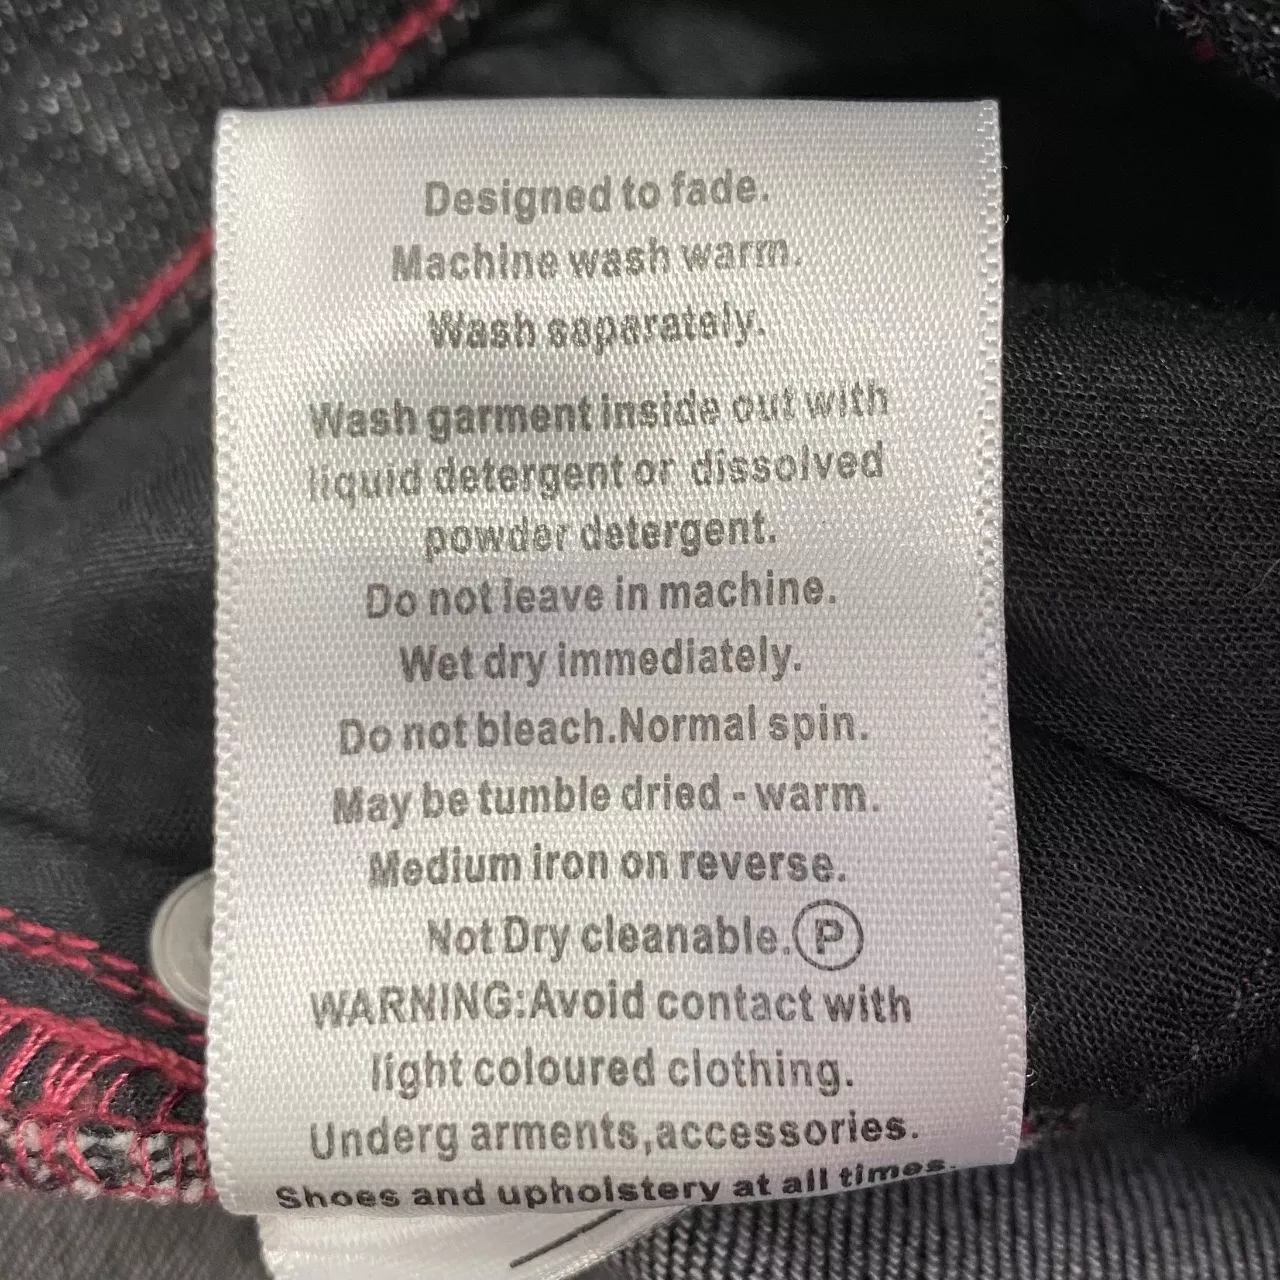 Designed to fade.
Machine wash warm.
Wash separately.
Wash garment inside out with
liquid detergent or dissolved
powder detergent.
Do not leave in machine.
Wet dry immediately.
Do not bleach.Normal spin.
May be tumble dried - warm.
Medium iron on reverse.
Not Dry cleanable. Ⓟ
WARNING:Avoid contact with
light coloured clothing.
Underg arments,accessories.
Shoes and upholstery at all times.